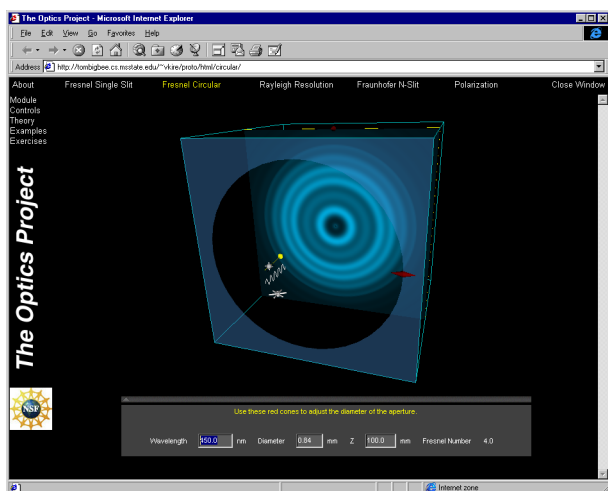 The Optics Project - Microsoft Internet Explorer
File Edit View Go Favorites Help
Address http://tombigbee.cs.msstate.edu/~vkire/proto/html/circular/
About Fresnel Single Slit Fresnel Circular Rayleigh Resolution Fraunhofer N-Slit Polarization Close Window
Module
Controls
Theory
Examples
Exercises
The Optics Project
NSF
Use these red cones to adjust the diameter of the aperture.
Wavelength 450.0 nm Diameter 0.84 mm Z 100.0 mm Fresnel Number 4.0
Internet zone